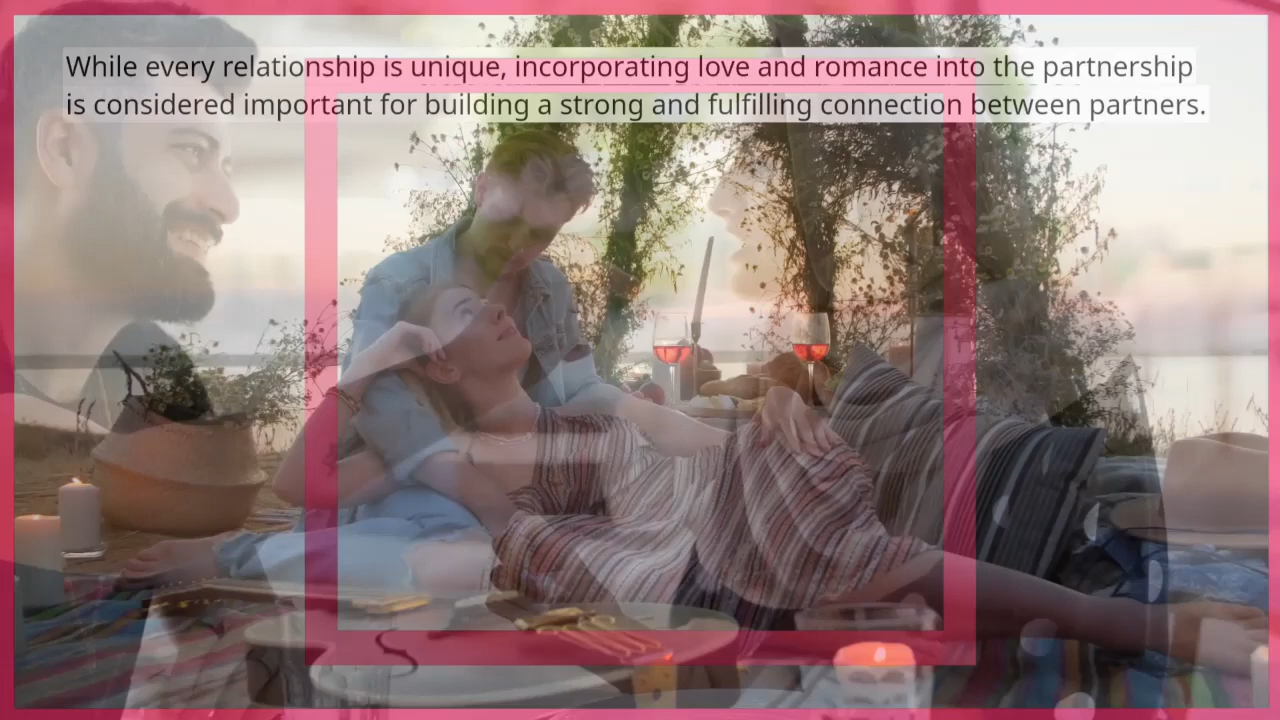 While every relationship is unique, incorporating love and romance into the partnership
is considered important for building a strong and fulfilling connection between partners.